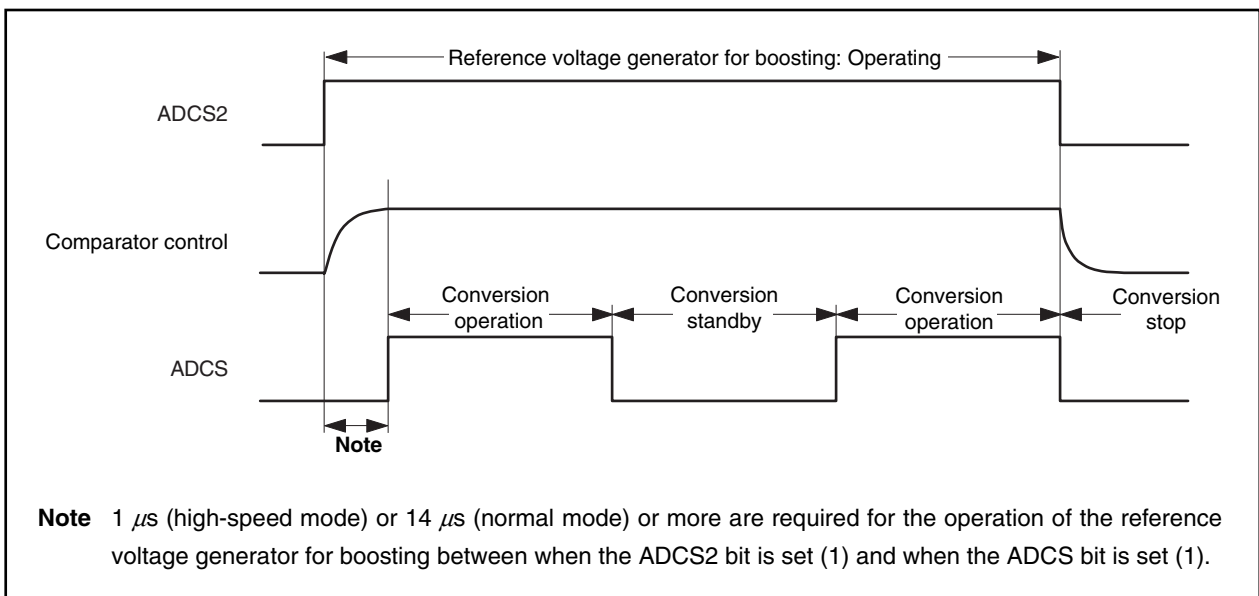 Reference voltage generator for boosting: Operating
ADCS2
Comparator control
Conversion
operation
Conversion
standby
Conversion
operation
Conversion
stop
ADCS
Note
Note 1 μs (high-speed mode) or 14 μs (normal mode) or more are required for the operation of the reference
voltage generator for boosting between when the ADCS2 bit is set (1) and when the ADCS bit is set (1).